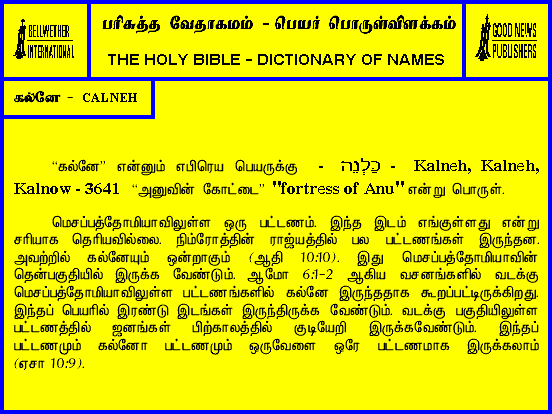 BELLWETHER
INTERNATIONAL
பரிசுத்த வேதாகமம் - பெயர் பொருள்விளக்கம்
THE HOLY BIBLE - DICTIONARY OF NAMES
GOOD NEWS
PUBLISHERS
கல்னே - CALNEH
“கல்னே” என்னும் எபிரெய பெயருக்கு - כַּלְנֶה - Kalneh, Kalneh,
Kalnow - 3641 “அனுவின் கோட்டை” "fortress of Anu" என்று பொருள்.
மெசப்பத்தோமியாவிலுள்ள ஒரு பட்டணம். இந்த இடம் எங்குள்ளது என்று
சரியாக தெரியவில்லை. நிம்ரோத்தின் ராஜ்யத்தில் பல பட்டணங்கள் இருந்தன.
அவற்றில் கல்னேயும் ஒன்றாகும் (ஆதி 10:10). இது மெசப்பத்தோமியாவின்
தென்பகுதியில் இருக்க வேண்டும். ஆமோ 6:1-2 ஆகிய வசனங்களில் வடக்கு
மெசப்பத்தோமியாவிலுள்ள பட்டணங்களில் கல்னே இருந்ததாக கூறப்பட்டிருக்கிறது.
இந்தப் பெயரில் இரண்டு இடங்கள் இருந்திருக்க வேண்டும். வடக்கு பகுதியிலுள்ள
பட்டணத்தில் ஜனங்கள் பிற்காலத்தில் குடியேறி இருக்கவேண்டும். இந்தப்
பட்டணமும் கல்னோ பட்டணமும் ஒருவேளை ஒரே பட்டணமாக இருக்கலாம்
(ஏசா 10:9).